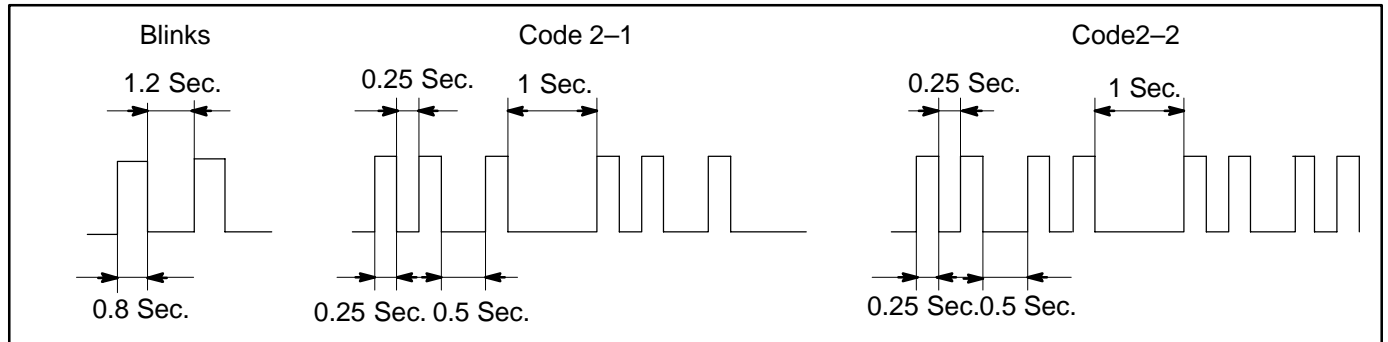 Blinks
1.2 Sec.
0.8 Sec.
Code 2–1
0.25 Sec.
1 Sec.
0.25 Sec. 0.5 Sec.
Code2–2
0.25 Sec.
1 Sec.
0.25 Sec.0.5 Sec.